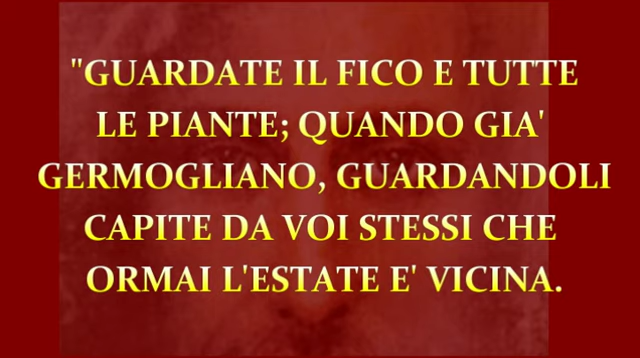 "GUARDATE IL FICO E TUTTE
LE PIANTE; QUANDO GIA'
GERMOGLIANO, GUARDANDOLI
CAPITE DA VOI STESSI CHE
ORMAI L'ESTATE E' VICINA.